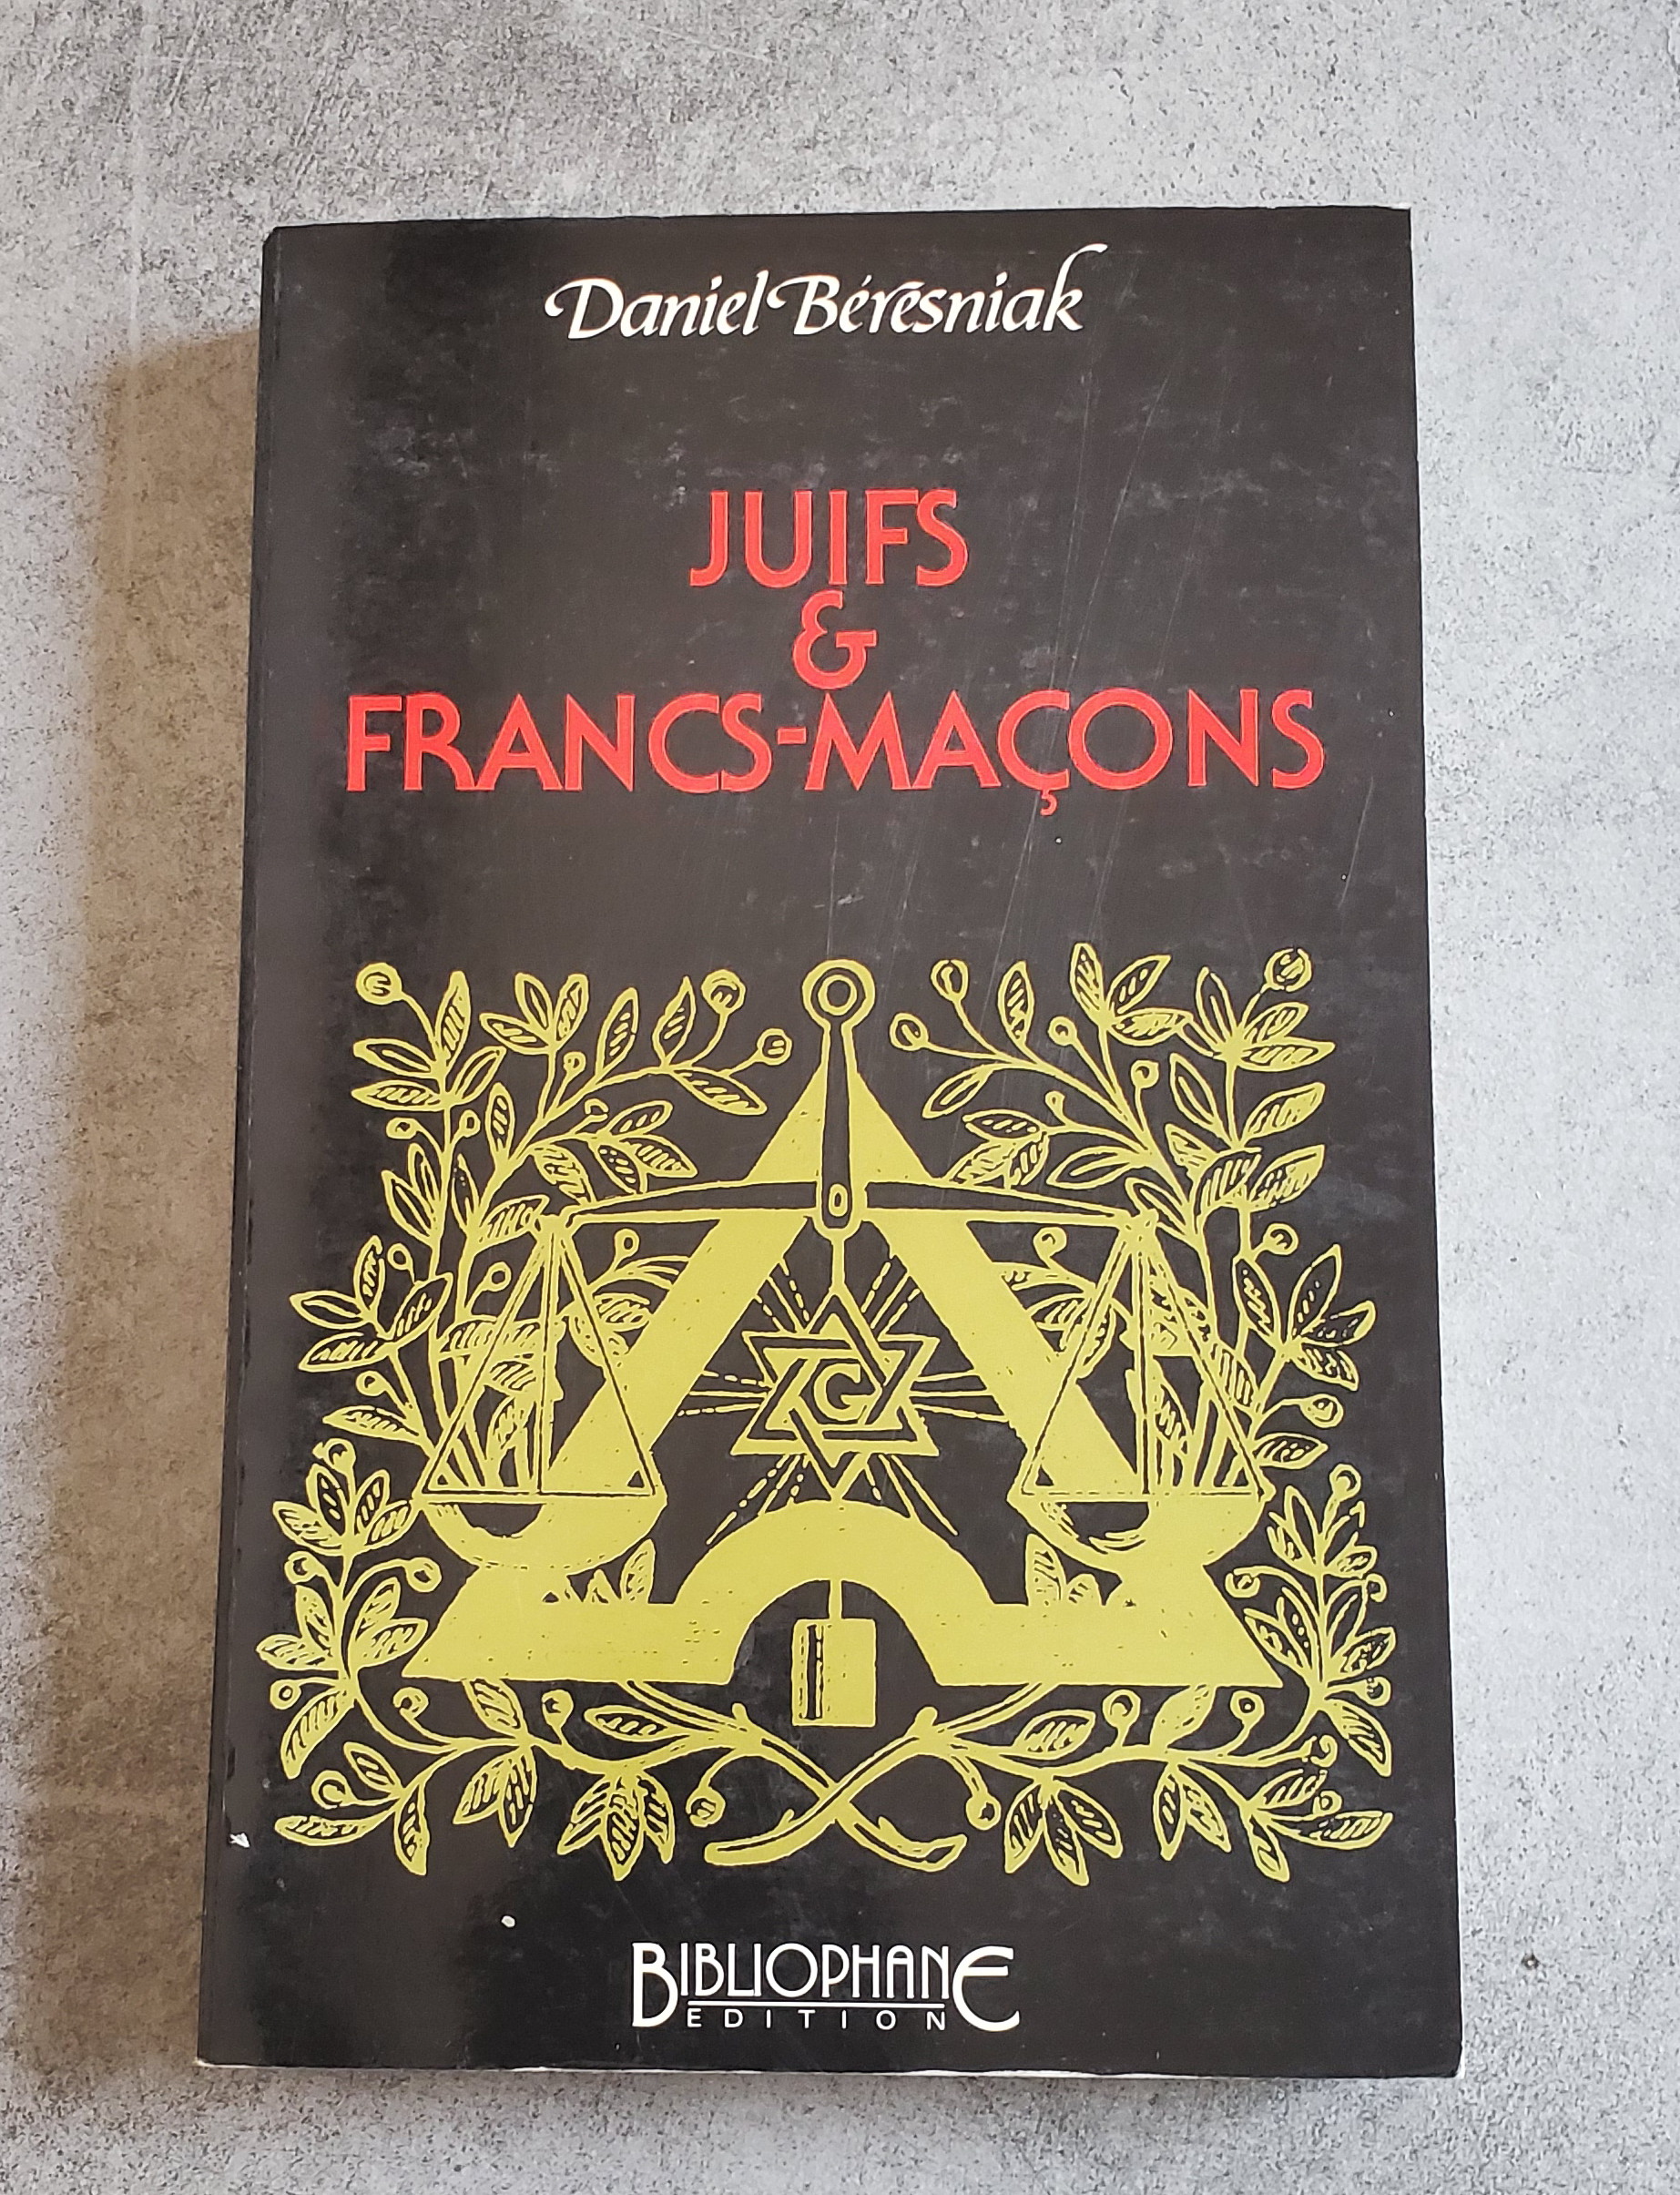 Daniel Béresniak
JUIFS
&
FRANCS-MAÇONS
G
BIBLIOPHANE
EDITION